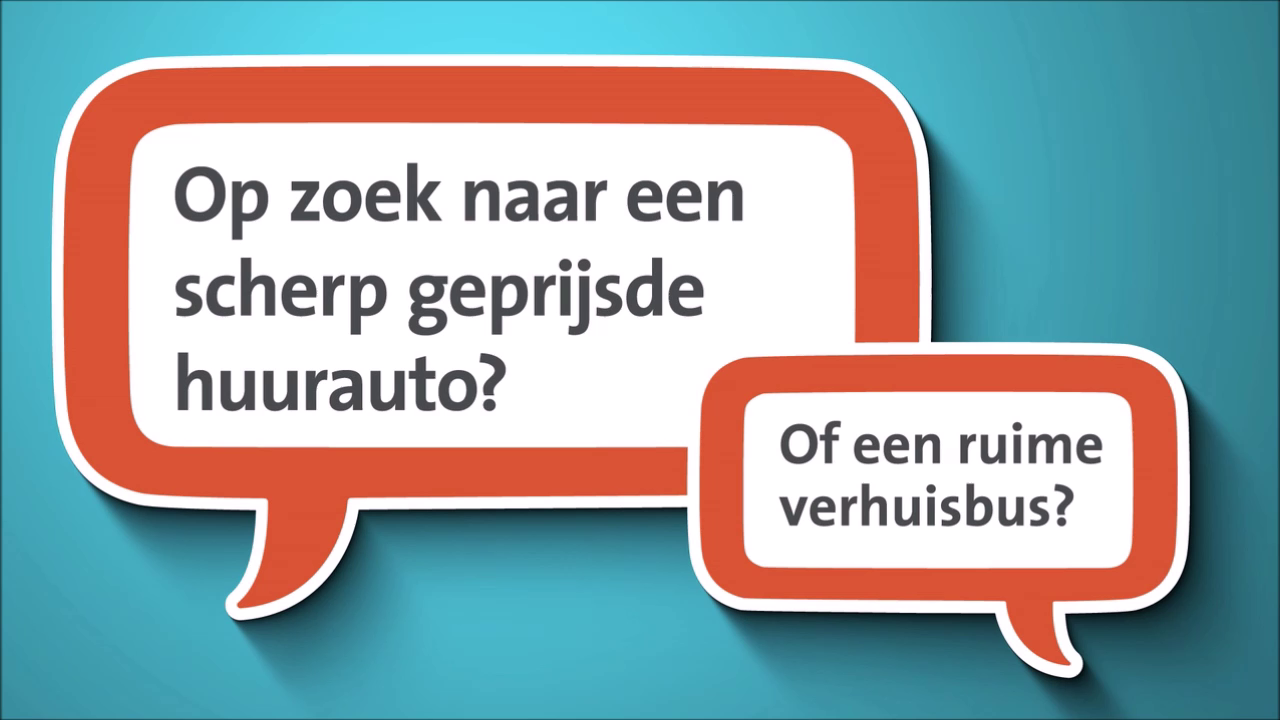 Op zoek naar een
scherp geprijsde
huurauto?
Of een ruime
verhuisbus?